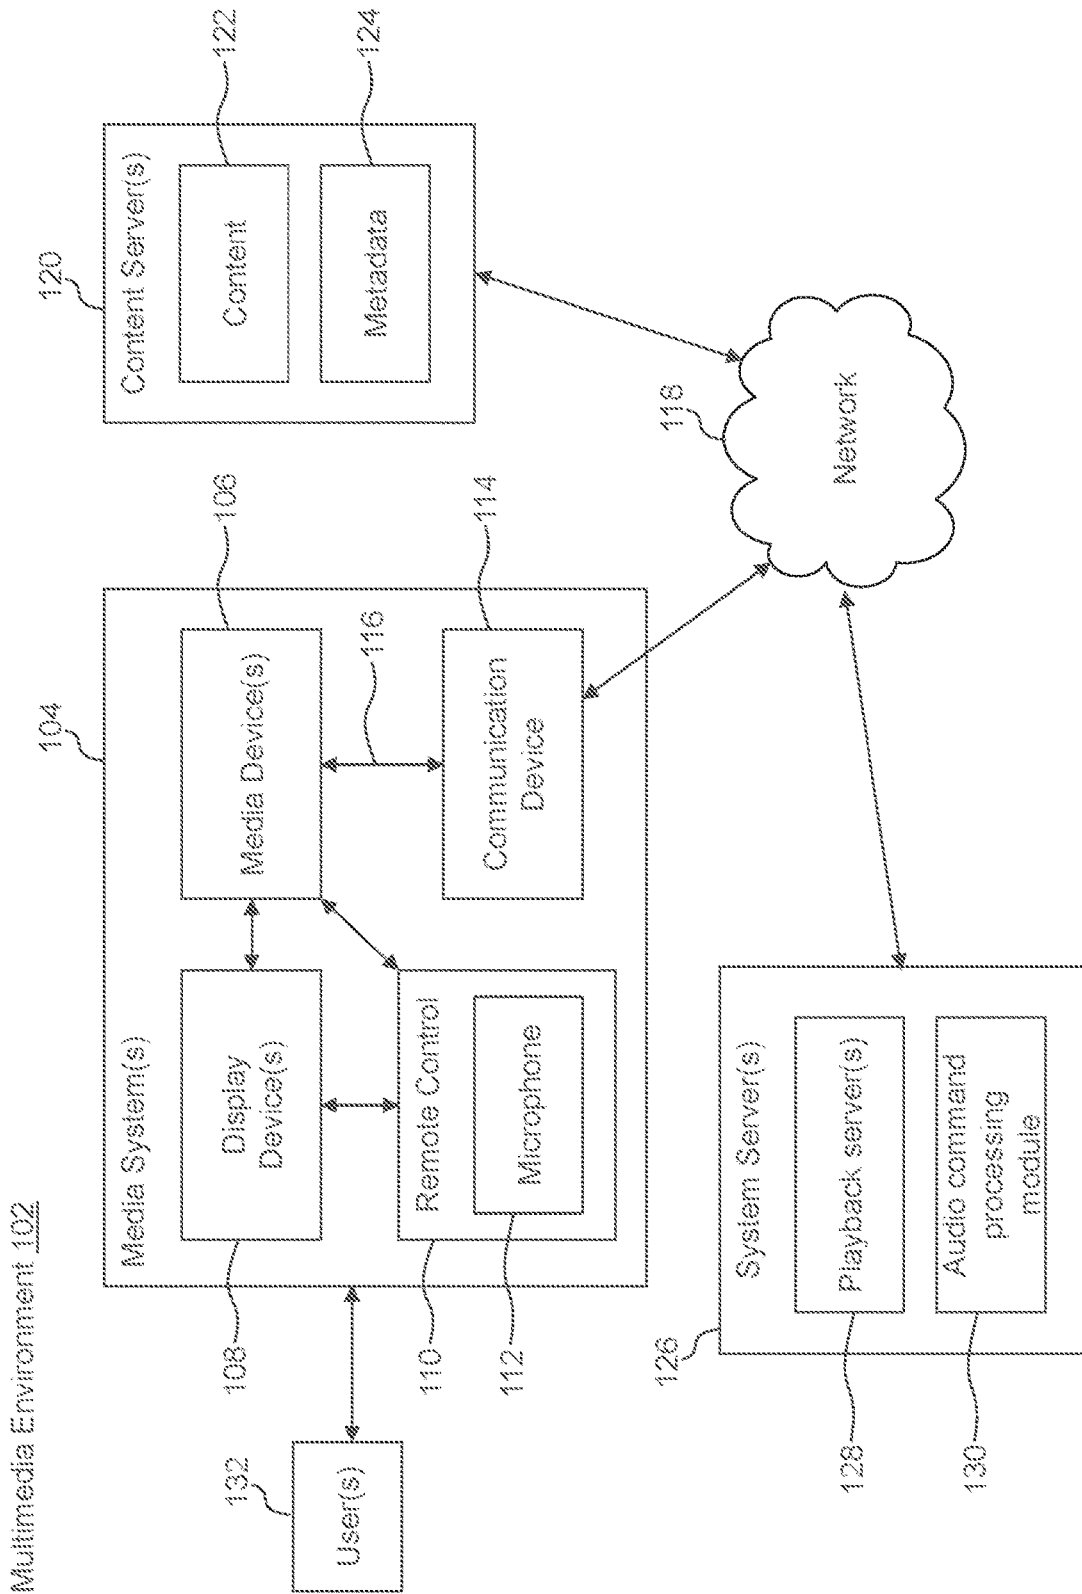 Multimedia Environment 102
132
User(s)
104
Media System(s)
108
Display
Device(s)
106
Media Device(s)
110
Remote Control
112
Microphone
116
114
Communication
Device
120
Content Server(s)
122
Content
124
Metadata
118
Network
126
System Server(s)
128
Playback server(s)
130
Audio command
processing
module